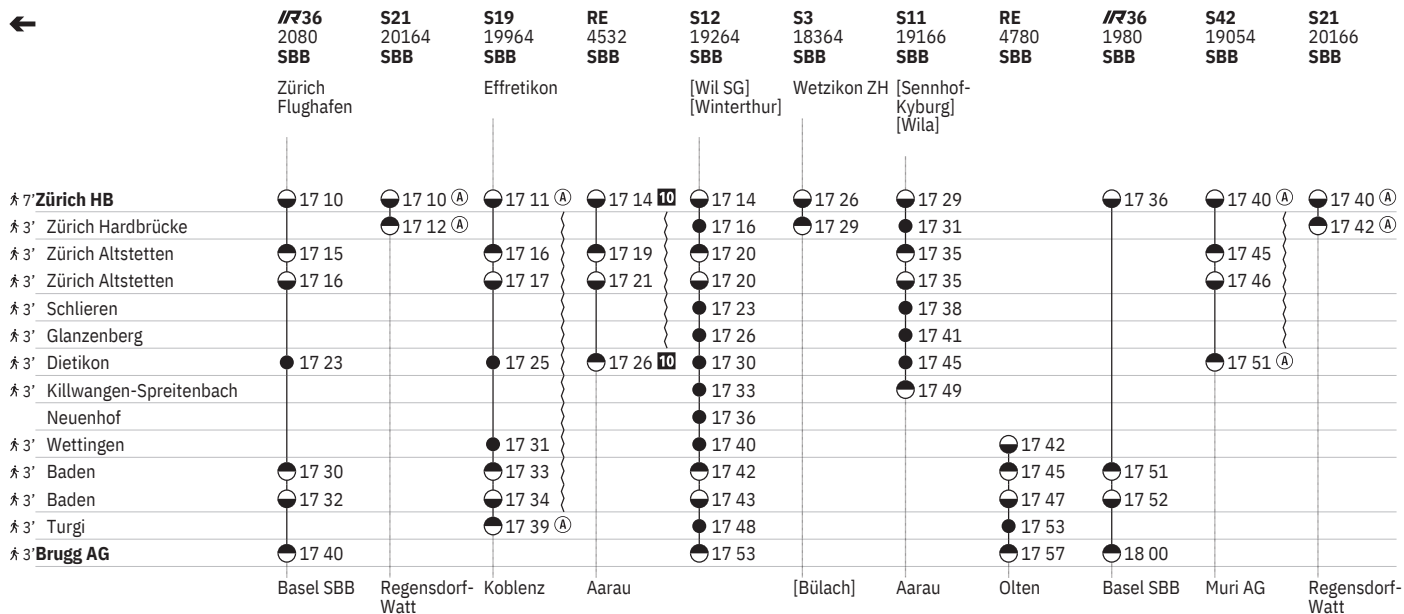 IR36 S21 S19 RE S12 S3 S11 RE IR36 S42 S21
2080 20164 19964 4532 19264 18364 19166 4780 1980 19054 20166
SBB SBB SBB SBB SBB SBB SBB SBB SBB SBB SBB
Zürich Effretikon [Wil SG] Wetzikon ZH [Sennhof-
Flughafen [Winterthur] Kyburg]
[Wila]
7' Zürich HB 17 10 17 10 A 17 11 A 17 14 10 17 14 17 26 17 29 17 36 17 40 A 17 40 A
3' Zürich Hardbrücke 17 12 A 17 16 17 29 17 31 17 42 A
3' Zürich Altstetten 17 15 17 16 17 19 17 20 17 35 17 45
3' Zürich Altstetten 17 16 17 17 17 21 17 20 17 35 17 46
3' Schlieren 17 23 17 38
3' Glanzenberg 17 26 17 41
3' Dietikon 17 23 17 25 17 26 10 17 30 17 45 17 51 A
3' Killwangen-Spreitenbach 17 33 17 49
Neuenhof 17 36
3' Wettingen 17 31 17 40 17 42
3' Baden 17 30 17 33 17 42 17 45 17 51
3' Baden 17 32 17 34 17 43 17 47 17 52
3' Turgi 17 39 A 17 48 17 53
3' Brugg AG 17 40 17 53 17 57 18 00
Basel SBB Regensdorf- Koblenz Aarau [Bülach] Aarau Olten Basel SBB Muri AG Regensdorf-
Watt Watt